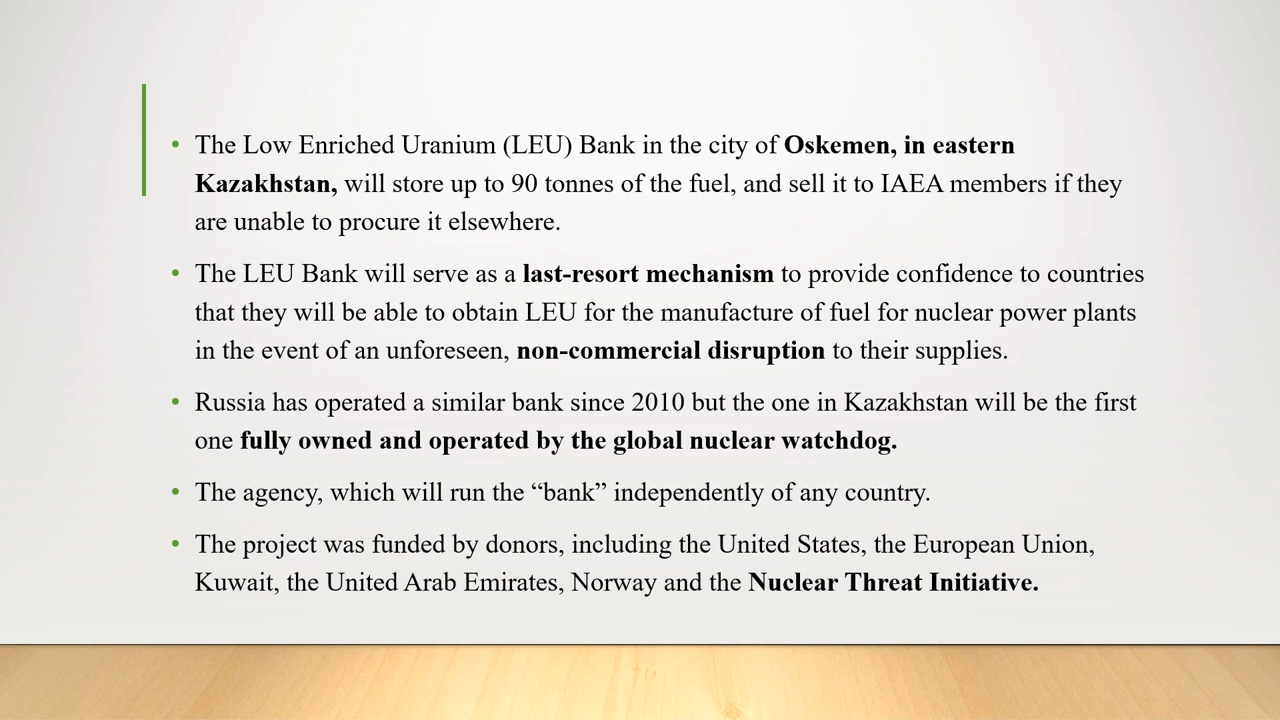 • The Low Enriched Uranium (LEU) Bank in the city of Oskemen, in eastern
Kazakhstan, will store up to 90 tonnes of the fuel, and sell it to IAEA members if they
are unable to procure it elsewhere.
• The LEU Bank will serve as a last-resort mechanism to provide confidence to countries
that they will be able to obtain LEU for the manufacture of fuel for nuclear power plants
in the event of an unforeseen, non-commercial disruption to their supplies.
• Russia has operated a similar bank since 2010 but the one in Kazakhstan will be the first
one fully owned and operated by the global nuclear watchdog.
• The agency, which will run the “bank” independently of any country.
• The project was funded by donors, including the United States, the European Union,
Kuwait, the United Arab Emirates, Norway and the Nuclear Threat Initiative.